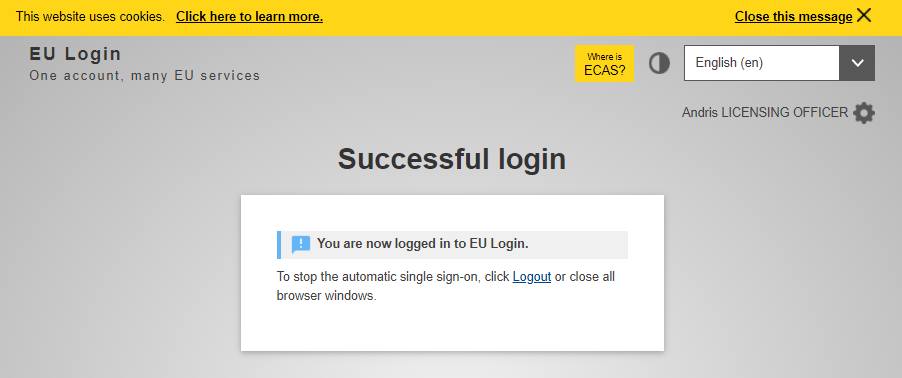 This website uses cookies. Click here to learn more. Close this message
EU Login
One account, many EU services
Where is
ECAS?
English (en)
Andris LICENSING OFFICER
Successful login
You are now logged in to EU Login.
To stop the automatic single sign-on, click Logout or close all
browser windows.